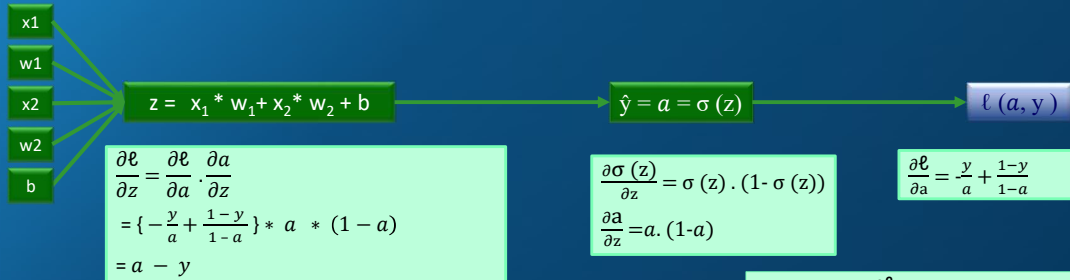 x1
w1
x2
w2
b
z = x₁ * w₁+ x₂* w₂ + b
ŷ = a = σ (z)
ℓ (a, y )
∂ℓ/∂z = ∂ℓ/∂a . ∂a/∂z
= {− y/a + 1 − y/1 − a } ∗ a ∗ (1 − a)
= a − y
∂σ (z)/∂z = σ (z) . (1- σ (z))
∂a/∂z =a. (1-a)
∂ℓ/∂a = - y/a + 1−y/1−a